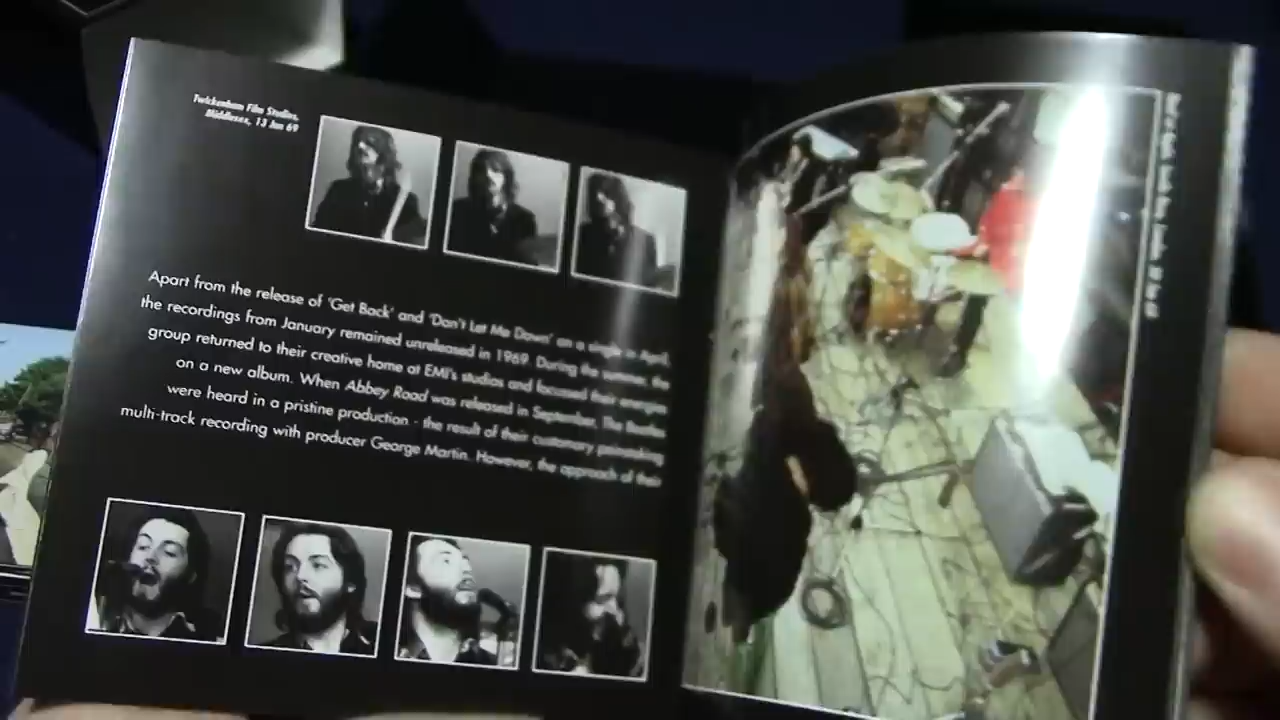 Twickenham Film Studios,
Middlesex, 13 Jan 69
Apart from the release of 'Get Back' and 'Don't Let Me Down' on a single in April,
the recordings from January remained unreleased in 1969. During the summer, the
group returned to their creative home at EMI's studios and focused their energies
on a new album. When Abbey Road was released in September, The Beatles
were heard in a pristine production - the result of their customary painstaking
multi-track recording with producer George Martin. However, the approach of their